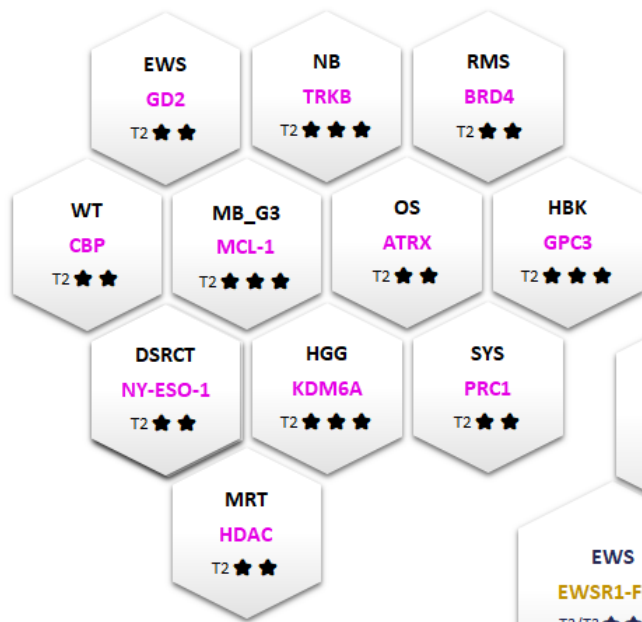 EWS
GD2
T2
NB
TRKB
T2
RMS
BRD4
T2
WT
CBP
T2
MB_G3
MCL-1
T2
OS
ATRX
T2
HBK
GPC3
T2
DSRCT
NY-ESO-1
T2
HGG
KDM6A
T2
SYS
PRC1
T2
MRT
HDAC
T2
EWS
EWSR1-F